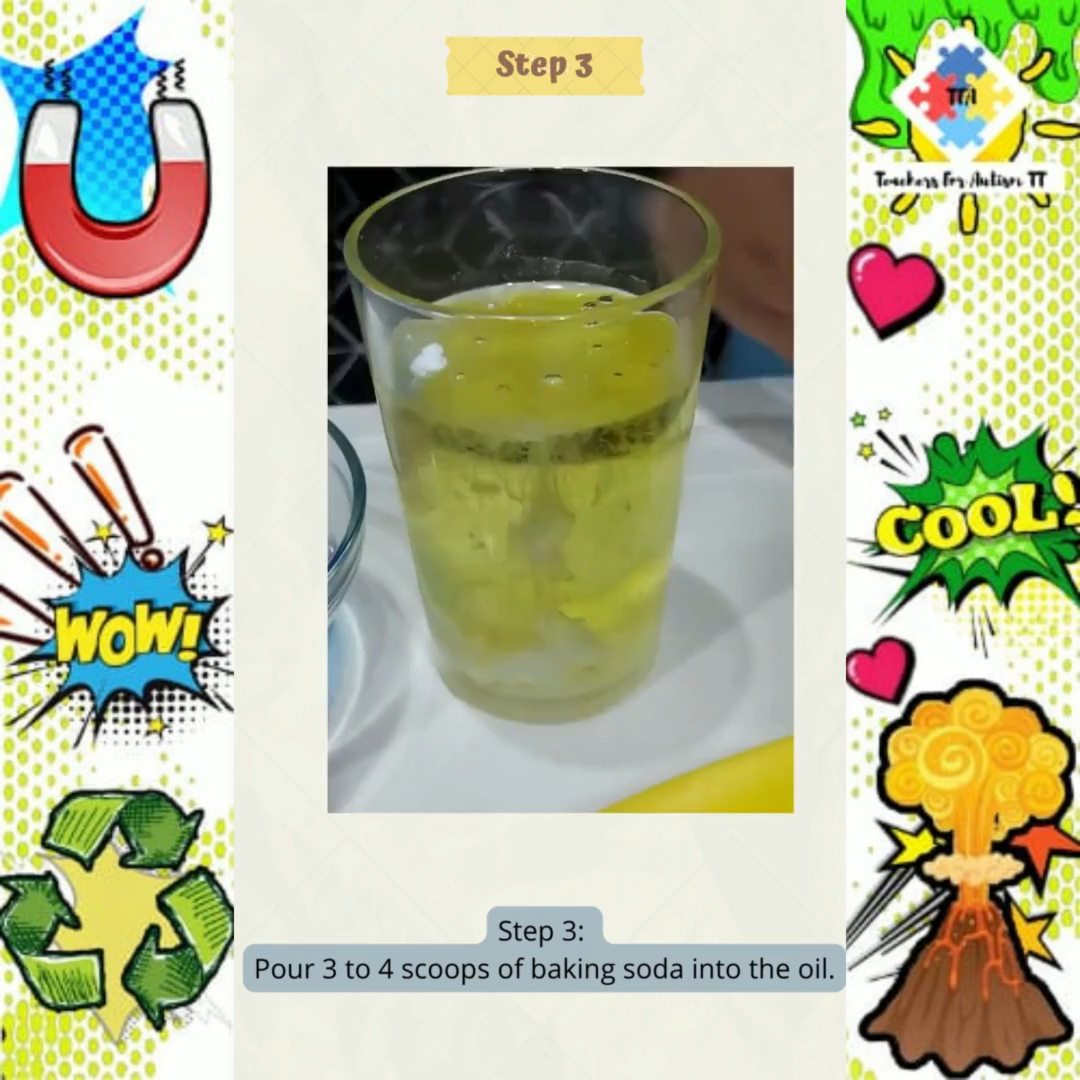 Step 3
TFA
Teachers For Autism TT
WOW!
COOL!
Step 3:
Pour 3 to 4 scoops of baking soda into the oil.